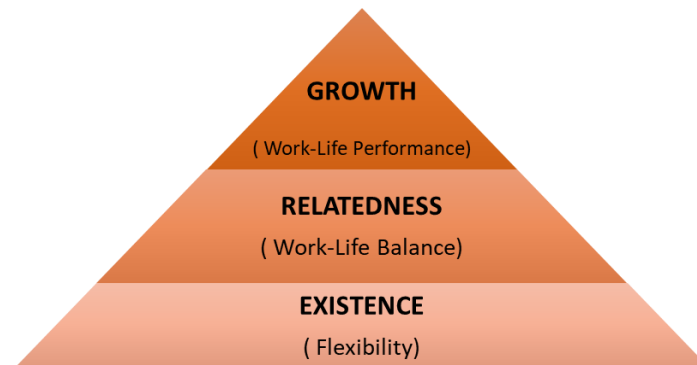 GROWTH
( Work-Life Performance)
RELATEDNESS
( Work-Life Balance)
EXISTENCE
( Flexibility)